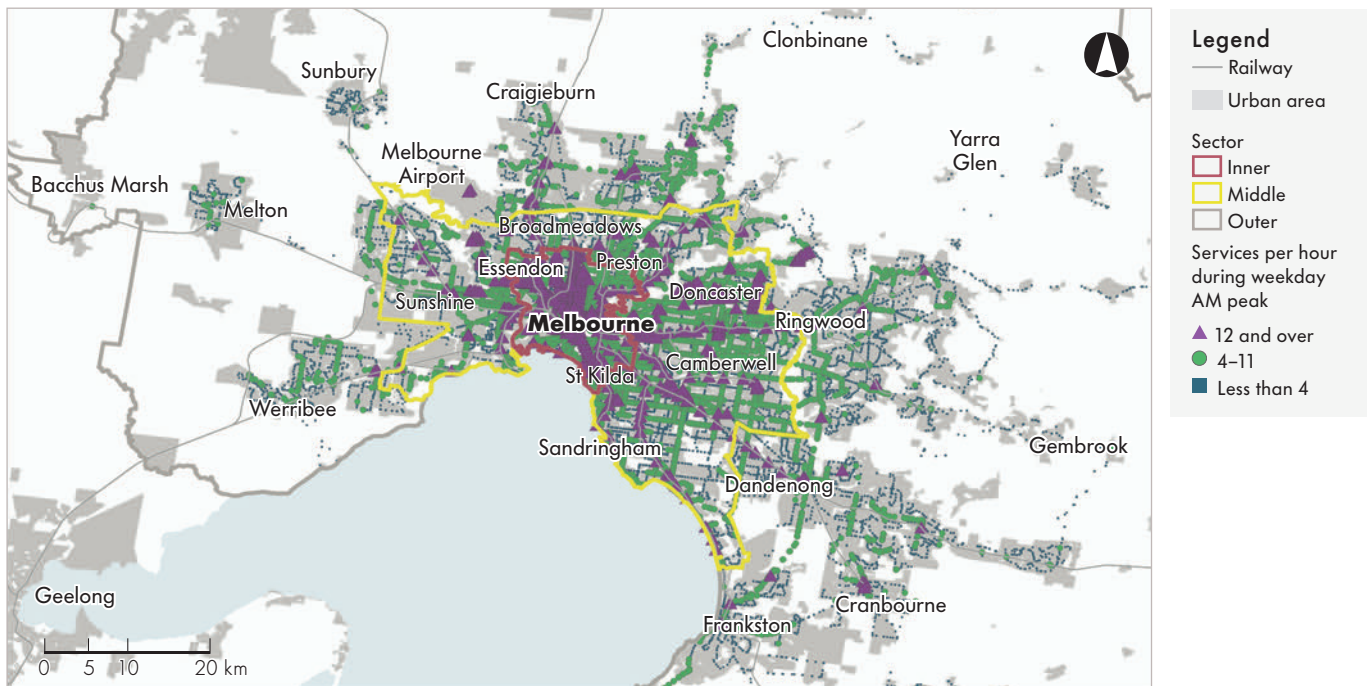 Clonbinane
Sunbury
Craigieburn
Yarra
Glen
Melbourne
Airport
Bacchus Marsh
Melton
Broadmeadows
Essendon
Preston
Doncaster
Sunshine
Melbourne
Ringwood
Camberwell
St Kilda
Werribee
Sandringham
Gembrook
Dandenong
Geelong
Cranbourne
Frankston
0 5 10 20 km
Legend
Railway
Urban area
Sector
Inner
Middle
Outer
Services per hour
during weekday
AM peak
12 and over
4–11
Less than 4